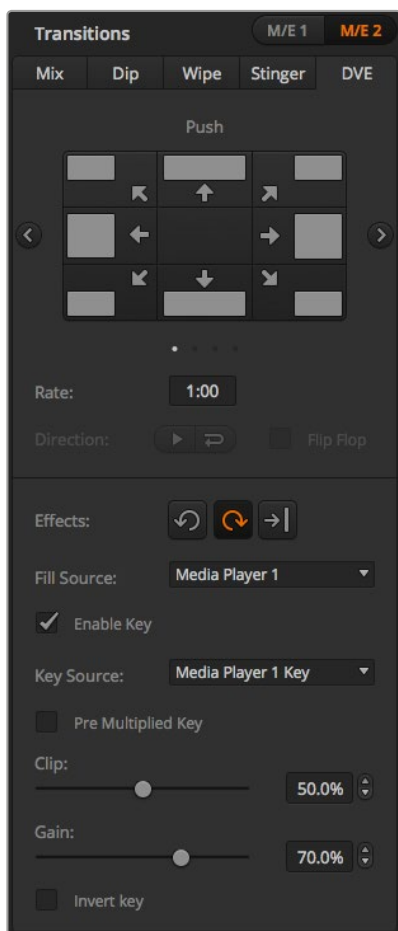 Transitions M/E 1 M/E 2
Mix Dip Wipe Stinger DVE
Push
Rate: 1:00
Direction: Flip Flop
Effects:
Fill Source: Media Player 1
Enable Key
Key Source: Media Player 1 Key
Pre Multiplied Key
Clip:
50.0%
Gain:
70.0%
Invert key